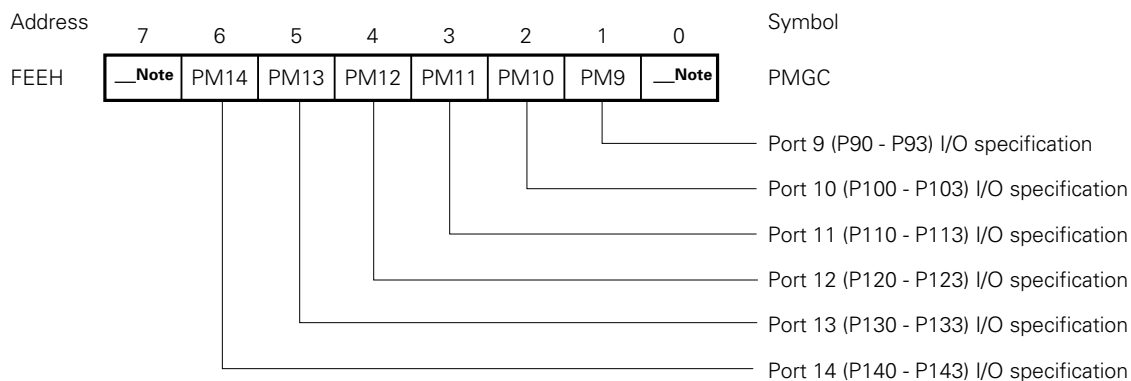 Address 7 6 5 4 3 2 1 0 Symbol
FEEH __Note PM14 PM13 PM12 PM11 PM10 PM9 __Note PMGC
Port 9 (P90 - P93) I/O specification
Port 10 (P100 - P103) I/O specification
Port 11 (P110 - P113) I/O specification
Port 12 (P120 - P123) I/O specification
Port 13 (P130 - P133) I/O specification
Port 14 (P140 - P143) I/O specification